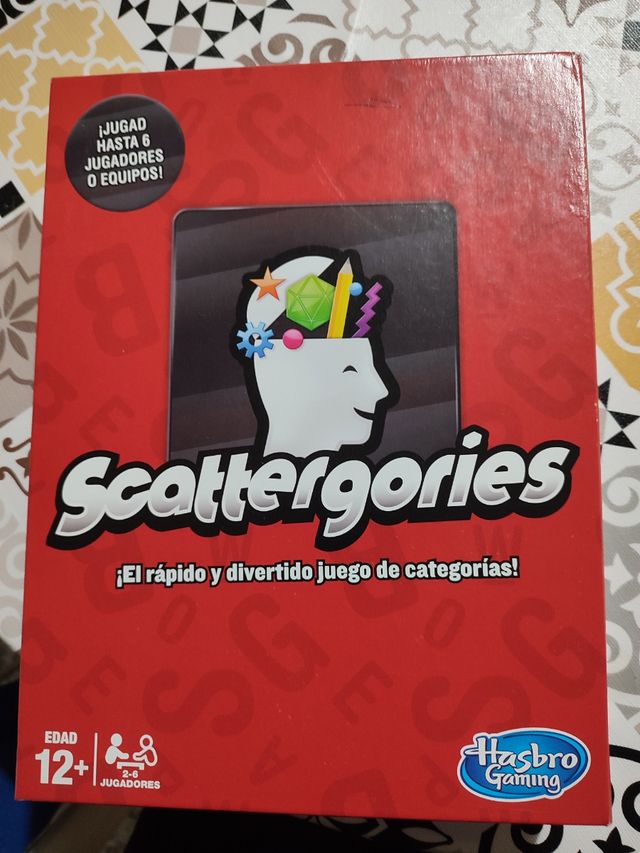 ¡JUGAD
HASTA 6
JUGADORES
O EQUIPOS!
Scattergories
¡El rápido y divertido juego de categorías!
EDAD
12+
2-6
JUGADORES
Hasbro
Gaming